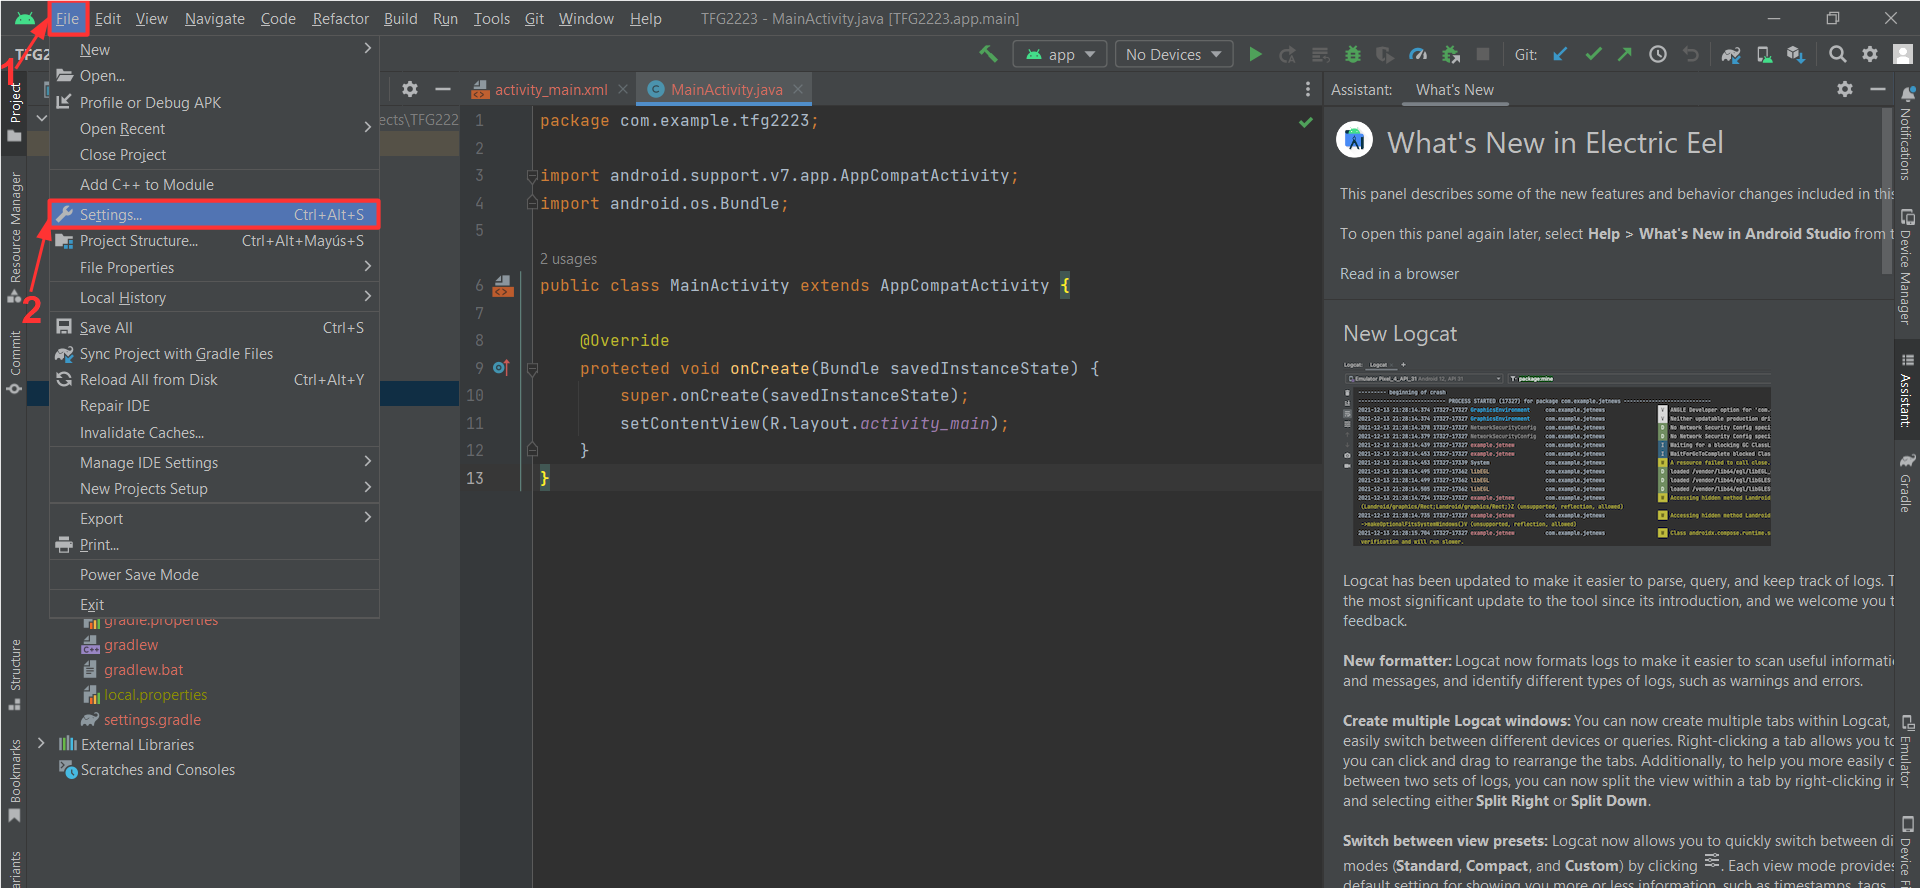 File Edit View Navigate Code Refactor Build Run Tools Git Window Help TFG2223 - MainActivity.java [TFG2223.app.main]
1
app No Devices Git:
New
Open...
Profile or Debug APK
Open Recent
Close Project
Add C++ to Module
Settings... Ctrl+Alt+S
Project Structure... Ctrl+Alt+Mayús+S
File Properties
Local History
2
Save All Ctrl+S
Sync Project with Gradle Files
Reload All from Disk Ctrl+Alt+Y
Repair IDE
Invalidate Caches...
Manage IDE Settings
New Projects Setup
Export
Print...
Power Save Mode
Exit
gradle.properties
gradlew
gradlew.bat
local.properties
settings.gradle
External Libraries
Scratches and Consoles
Project
Resource Manager
Commit
Structure
Bookmarks
activity_main.xml MainActivity.java
1 package com.example.tfg2223;
2
3 import android.support.v7.app.AppCompatActivity;
4 import android.os.Bundle;
5
2 usages
6 public class MainActivity extends AppCompatActivity {
7
8 @Override
9 protected void onCreate(Bundle savedInstanceState) {
10 super.onCreate(savedInstanceState);
11 setContentView(R.layout.activity_main);
12 }
13 }
Assistant: What's New
What's New in Electric Eel
This panel describes some of the new features and behavior changes included in this
To open this panel again later, select Help > What's New in Android Studio from t
Read in a browser
New Logcat
Logcat has been updated to make it easier to parse, query, and keep track of logs. T
the most significant update to the tool since its introduction, and we welcome you t
feedback.
New formatter: Logcat now formats logs to make it easier to scan useful informati
and messages, and identify different types of logs, such as warnings and errors.
Create multiple Logcat windows: You can now create multiple tabs within Logcat,
easily switch between different devices or queries. Right-clicking a tab allows you to
you can click and drag to rearrange the tabs. Additionally, to help you more easily c
between two sets of logs, you can now split the view within a tab by right-clicking in
and selecting either Split Right or Split Down.
Switch between view presets: Logcat now allows you to quickly switch between di
modes (Standard, Compact, and Custom) by clicking . Each view mode provides
default setting for showing you more or less information, such as timestamps, tags,
Notifications
Device Manager
Assistant:
Gradle
Emulator